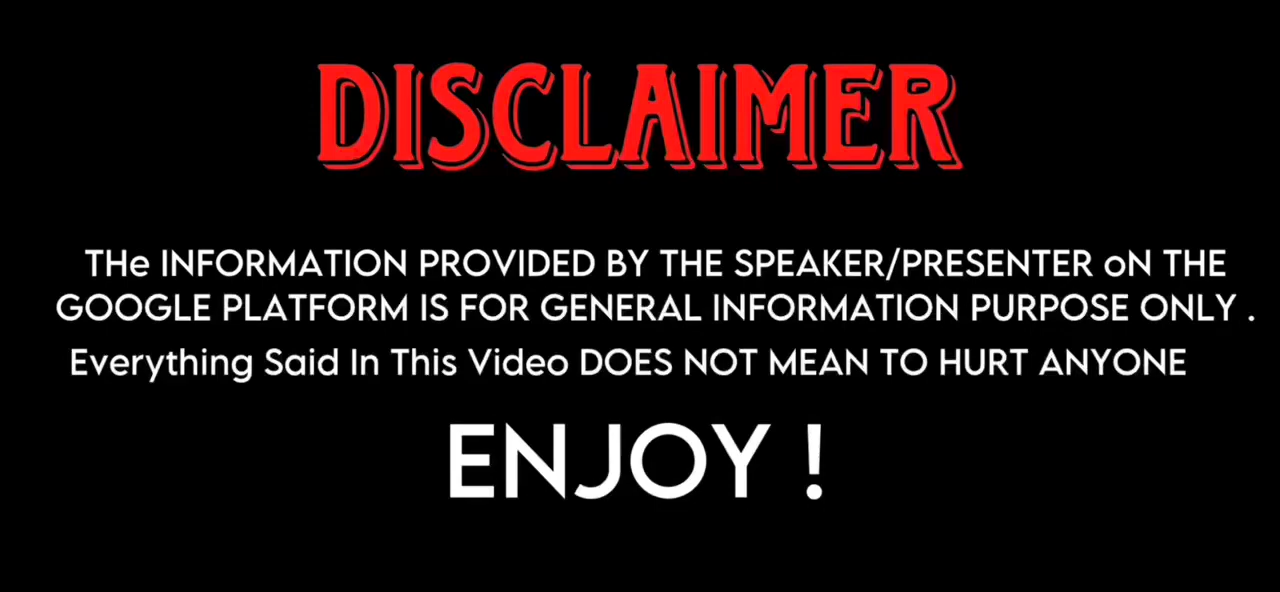 DISCLAIMER
THe INFORMATION PROVIDED BY THE SPEAKER/PRESENTER oN THE
GOOGLE PLATFORM IS FOR GENERAL INFORMATION PURPOSE ONLY .
Everything Said In This Video DOES NOT MEAN TO HURT ANYONE
ENJOY !